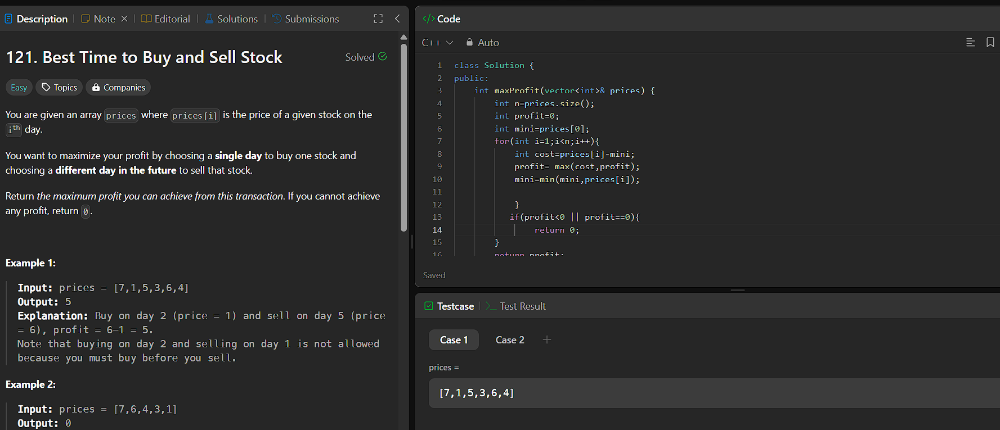 Description
Note
Editorial
Solutions
Submissions
121. Best Time to Buy and Sell Stock
Solved
Easy
Topics
Companies
You are given an array prices where prices[i] is the price of a given stock on the
ith day.
You want to maximize your profit by choosing a single day to buy one stock and
choosing a different day in the future to sell that stock.
Return the maximum profit you can achieve from this transaction. If you cannot achieve
any profit, return 0.
Example 1:
Input: prices = [7,1,5,3,6,4]
Output: 5
Explanation: Buy on day 2 (price = 1) and sell on day 5 (price
= 6), profit = 6-1 = 5.
Note that buying on day 2 and selling on day 1 is not allowed
because you must buy before you sell.
Example 2:
Input: prices = [7,6,4,3,1]
Output: 0
</> Code
C++
Auto
1 class Solution {
2 public:
3 int maxProfit(vector<int>& prices) {
4 int n=prices.size();
5 int profit=0;
6 int mini=prices[0];
7 for(int i=1;i<n;i++){
8 int cost=prices[i]-mini;
9 profit= max(cost,profit);
10 mini=min(mini,prices[i]);
11
12 }
13 if(profit<0 || profit==0){
14 return 0;
15 }
16 return profit;
Saved
Testcase
>_ Test Result
Case 1
Case 2
+
prices =
[7,1,5,3,6,4]